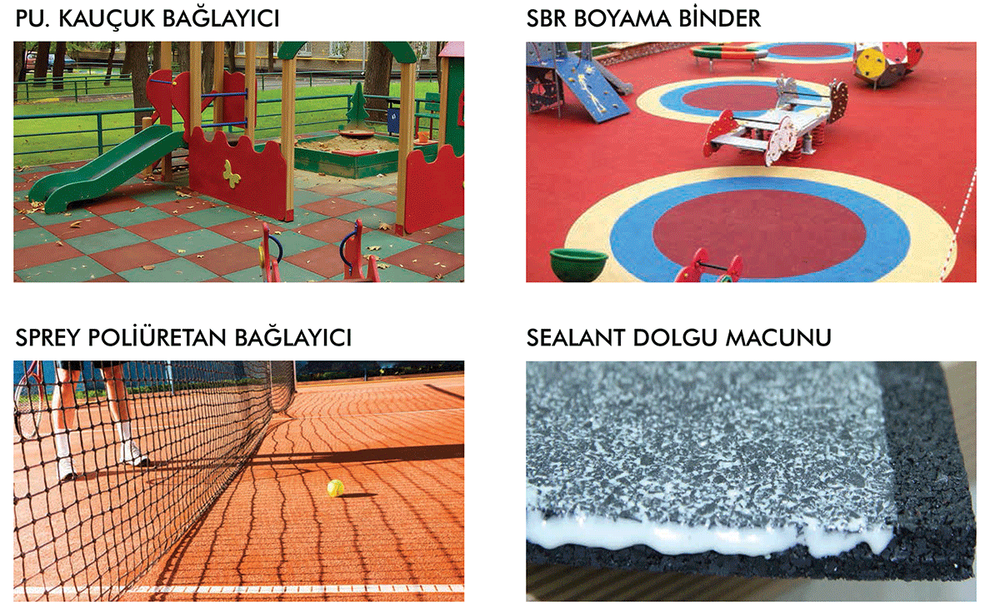 PU. KAUÇUK BAĞLAYICI
SBR BOYAMA BİNDER
SPREY POLİÜRETAN BAĞLAYICI
SEALANT DOLGU MACUNU